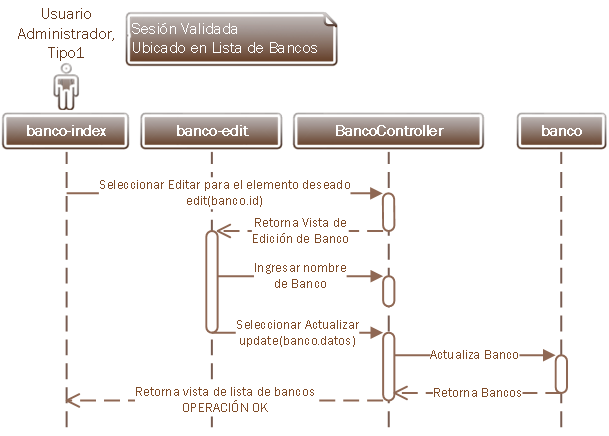 Usuario
Administrador,
Tipo1
Sesión Validada
Ubicado en Lista de Bancos
banco-index
banco-edit
BancoController
banco
Seleccionar Editar para el elemento deseado
edit(banco.id)
Retorna Vista de
Edición de Banco
Ingresar nombre
de Banco
Seleccionar Actualizar
update(banco.datos)
Actualiza Banco
Retorna Bancos
Retorna vista de lista de bancos
OPERACIÓN OK